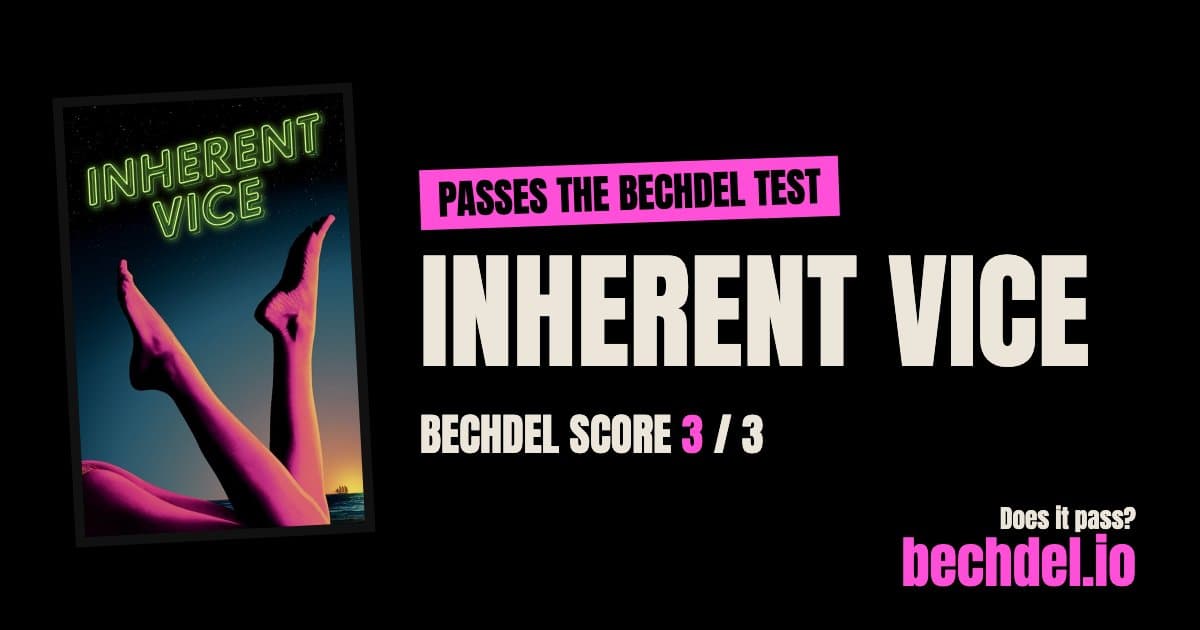 INHERENT
VICE
PASSES THE BECHDEL TEST
INHERENT VICE
BECHDEL SCORE 3 / 3
Does it pass?
bechdel.io